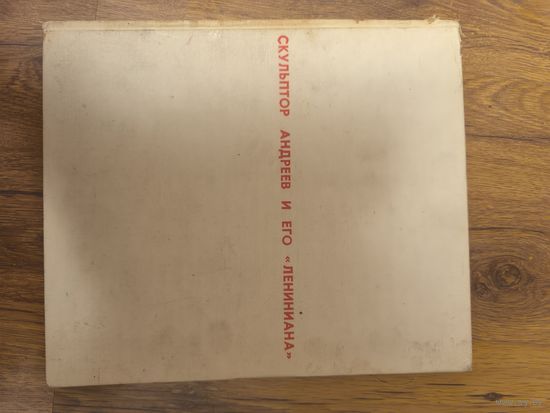 СКУЛЬПТОР АНДРЕЕВ И ЕГО «ЛЕНИНИАНА»